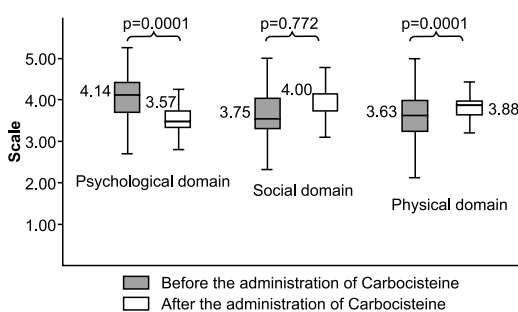 p=0.0001 p=0.772 p=0.0001
5.00
4.14 3.57 4.00
4.00
3.75 3.63 3.88
3.00
Scale
2.00
Psychological domain
Social domain
Physical domain
1.00
Before the administration of Carbocisteine
After the administration of Carbocisteine